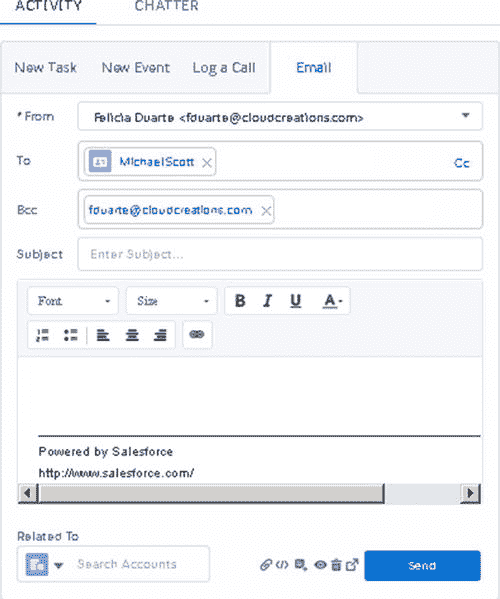 ACTIVITY CHATTER
New Task New Event Log a Call Email
* From Felicia Duarte <fduarte@cloudcreations.com>
To Michael Scott Cc
Bcc fduarte@cloudcreations.com
Subject Enter Subject...
Font Size B I U A
Powered by Salesforce
http://www.salesforce.com/
Related To
Search Accounts Send